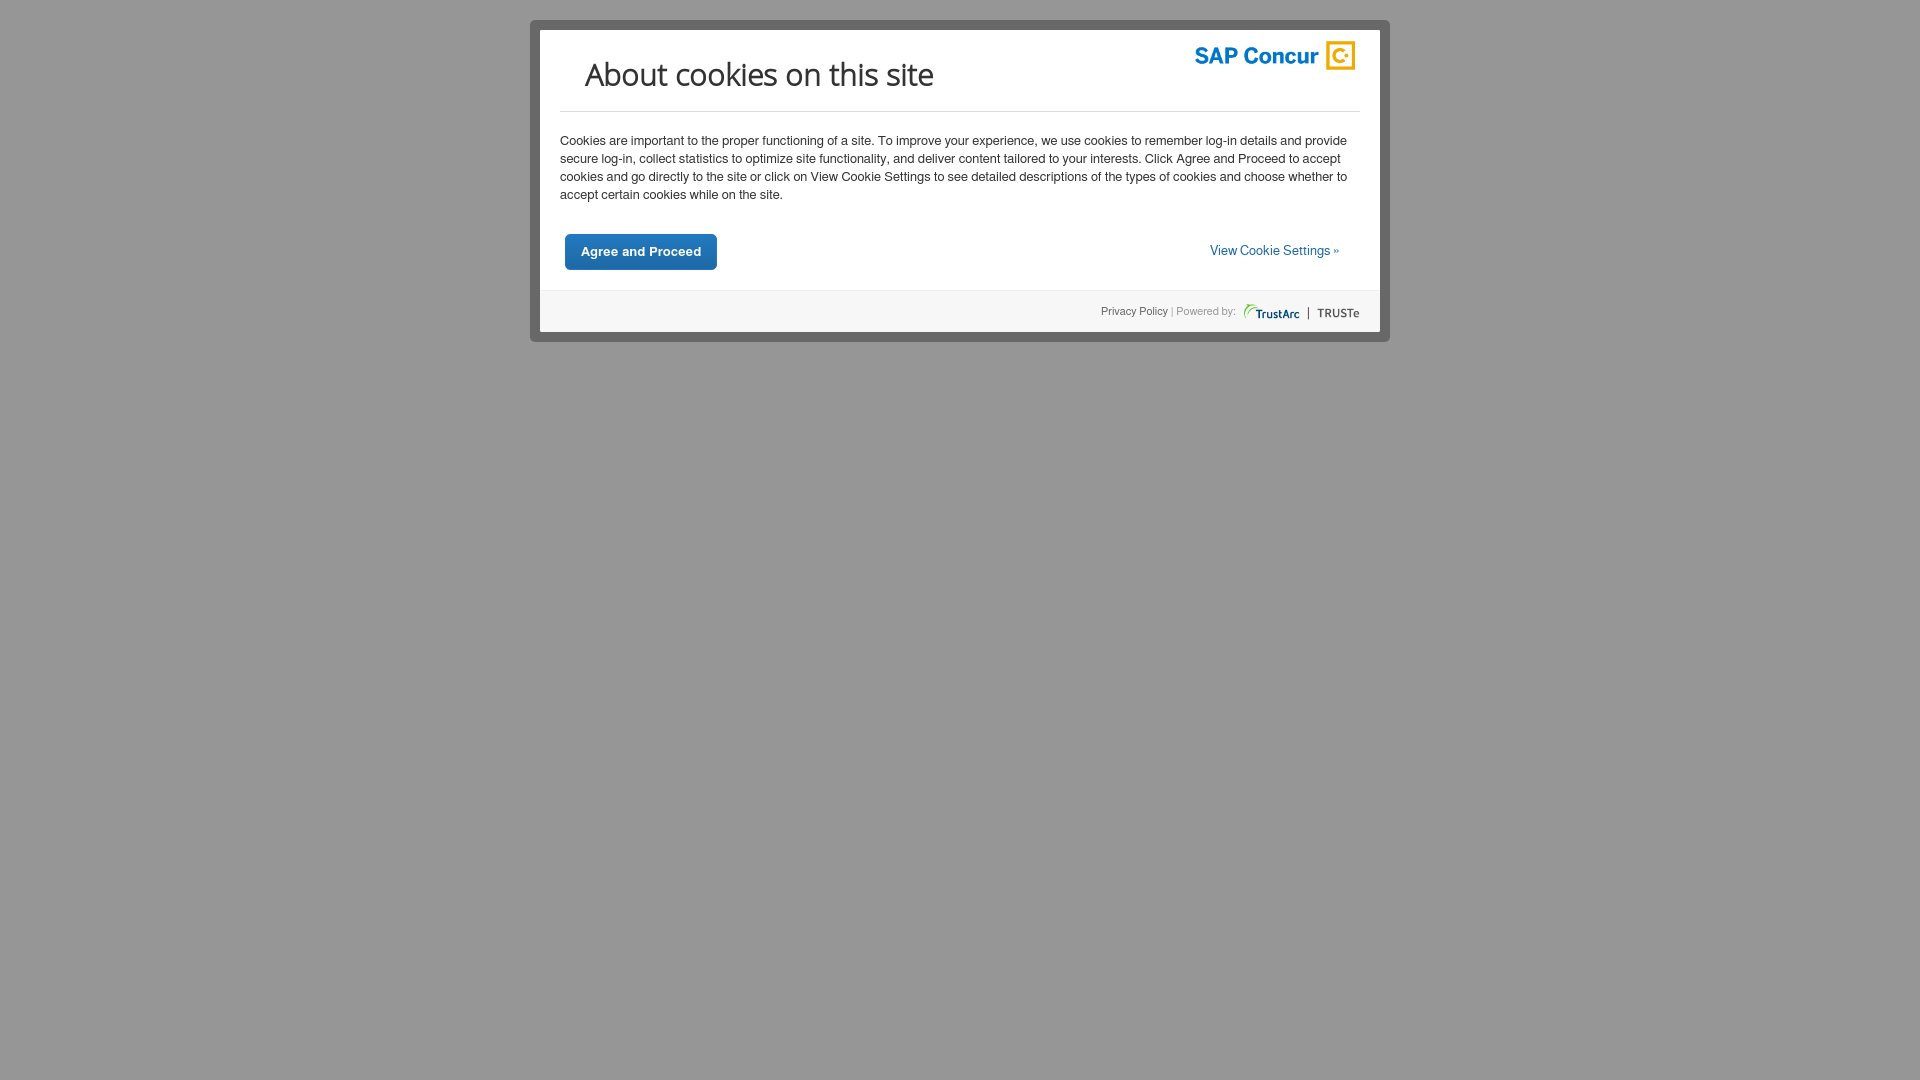 SAP Concur
About cookies on this site
Cookies are important to the proper functioning of a site. To improve your experience, we use cookies to remember log-in details and provide
secure log-in, collect statistics to optimize site functionality, and deliver content tailored to your interests. Click Agree and Proceed to accept
cookies and go directly to the site or click on View Cookie Settings to see detailed descriptions of the types of cookies and choose whether to
accept certain cookies while on the site.
Agree and Proceed
View Cookie Settings »
Privacy Policy | Powered by: TrustArc | TRUSTe